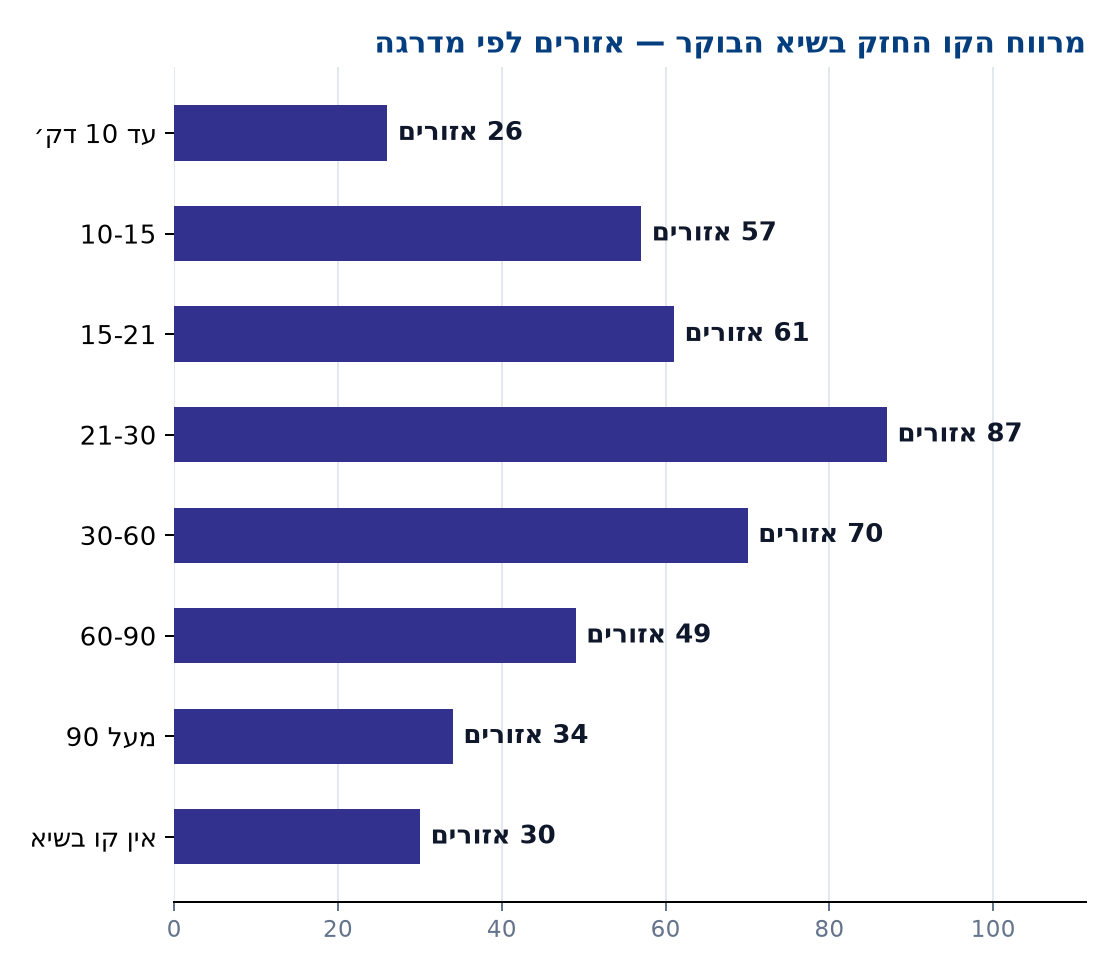 מרווח הקו החזק בשיא הבוקר — אזורים לפי מדרגה
עד 10 דק׳
26 אזורים
10-15
57 אזורים
15-21
61 אזורים
21-30
87 אזורים
30-60
70 אזורים
60-90
49 אזורים
מעל 90
34 אזורים
אין קו בשיא
30 אזורים
0 20 40 60 80 100